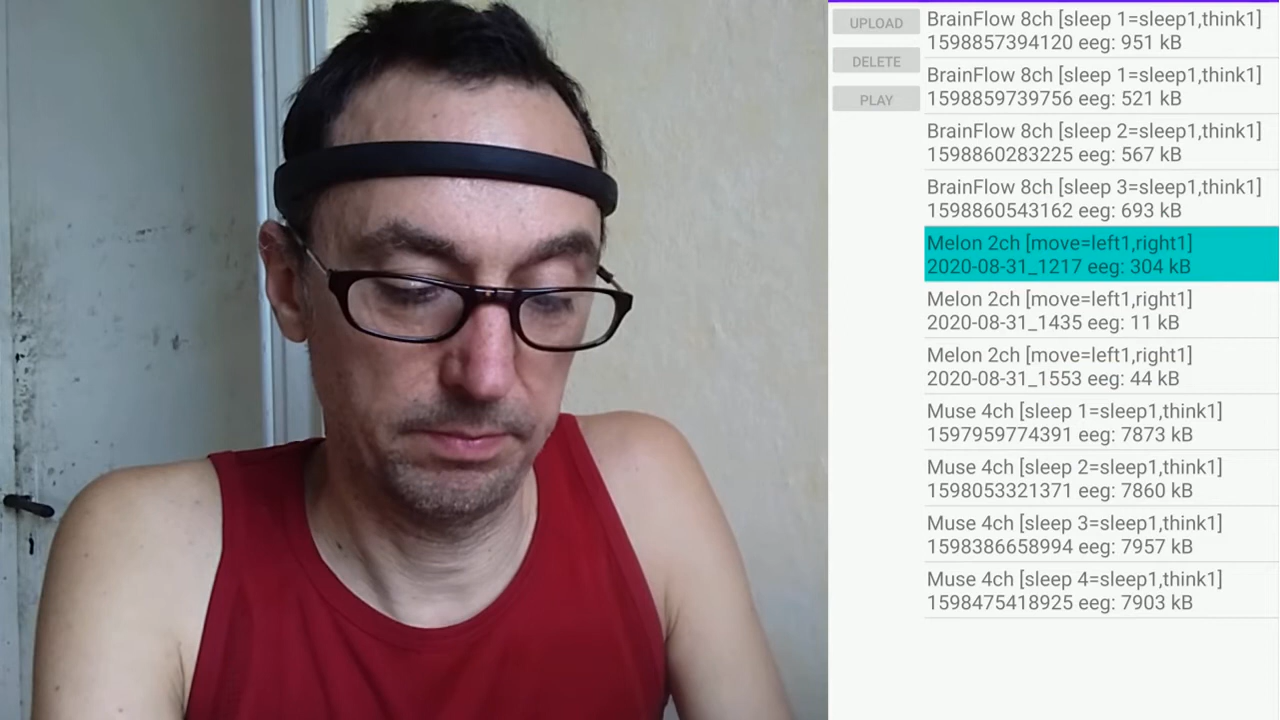 UPLOAD
DELETE
PLAY
BrainFlow 8ch [sleep 1=sleep1,think1]
1598857394120 eeg: 951 kB
BrainFlow 8ch [sleep 1=sleep1,think1]
1598859739756 eeg: 521 kB
BrainFlow 8ch [sleep 2=sleep1,think1]
1598860283225 eeg: 567 kB
BrainFlow 8ch [sleep 3=sleep1,think1]
1598860543162 eeg: 693 kB
Melon 2ch [move=left1,right1]
2020-08-31_1217 eeg: 304 kB
Melon 2ch [move=left1,right1]
2020-08-31_1435 eeg: 11 kB
Melon 2ch [move=left1,right1]
2020-08-31_1553 eeg: 44 kB
Muse 4ch [sleep 1=sleep1,think1]
1597959774391 eeg: 7873 kB
Muse 4ch [sleep 2=sleep1,think1]
1598053321371 eeg: 7860 kB
Muse 4ch [sleep 3=sleep1,think1]
1598386658994 eeg: 7957 kB
Muse 4ch [sleep 4=sleep1,think1]
1598475418925 eeg: 7903 kB